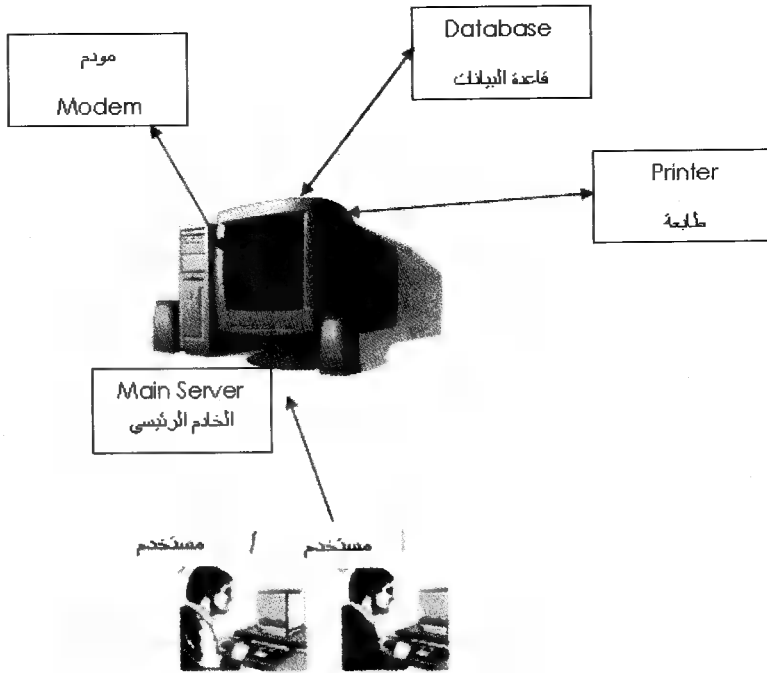 مودم
Modem
Database
قاعدة البيانات
Printer
طابعة
Main Server
الخادم الرئيسي
مستخدم / مستخدم